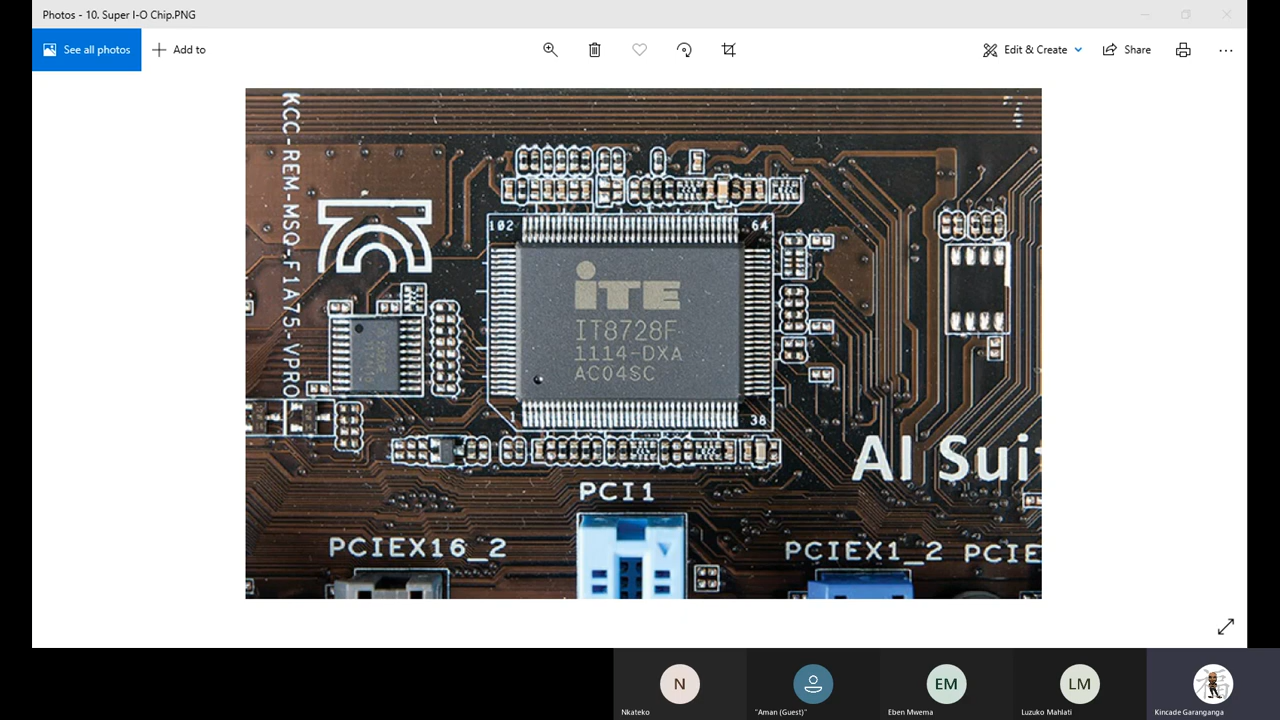 Photos - 10. Super I-O Chip.PNG
See all photos
Add to
Edit & Create
Share
KCC-REM-MSQ-F1A75-VPRO
102
64
iTE
IT8728F
1114-DXA
AC04SC
1
38
AI Sui
PCI1
PCIEX16_2
PCIEX1_2
PCIE
N
EM
LM
福
Nkateko
"Aman (Guest)"
Eben Mwema
Luzuko Mahlati
Kincade Garanganga